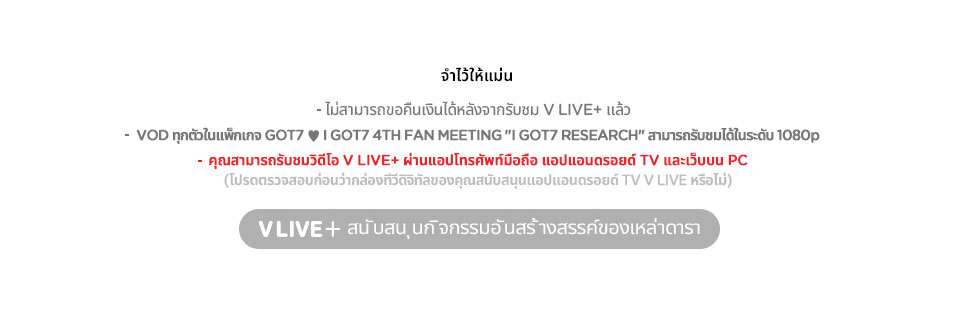 จำไว้ให้แม่น
- ไม่สามารถขอคืนเงินได้หลังจากรับชม V LIVE+ แล้ว
- VOD ทุกตัวในแพ็กเกจ GOT7 ♥ I GOT7 4TH FAN MEETING "I GOT7 RESEARCH" สามารถรับชมได้ในระดับ 1080p
- คุณสามารถรับชมวิดีโอ V LIVE+ ผ่านแอปโทรศัพท์มือถือ แอปแอนดรอยด์ TV และเว็บบน PC
(โปรดตรวจสอบก่อนว่ากล่องทีวีดิจิทัลของคุณสนับสนุนแอปแอนดรอยด์ TV V LIVE หรือไม่)
V LIVE+ สนับสนุนกิจกรรมอันสร้างสรรค์ของเหล่าดารา